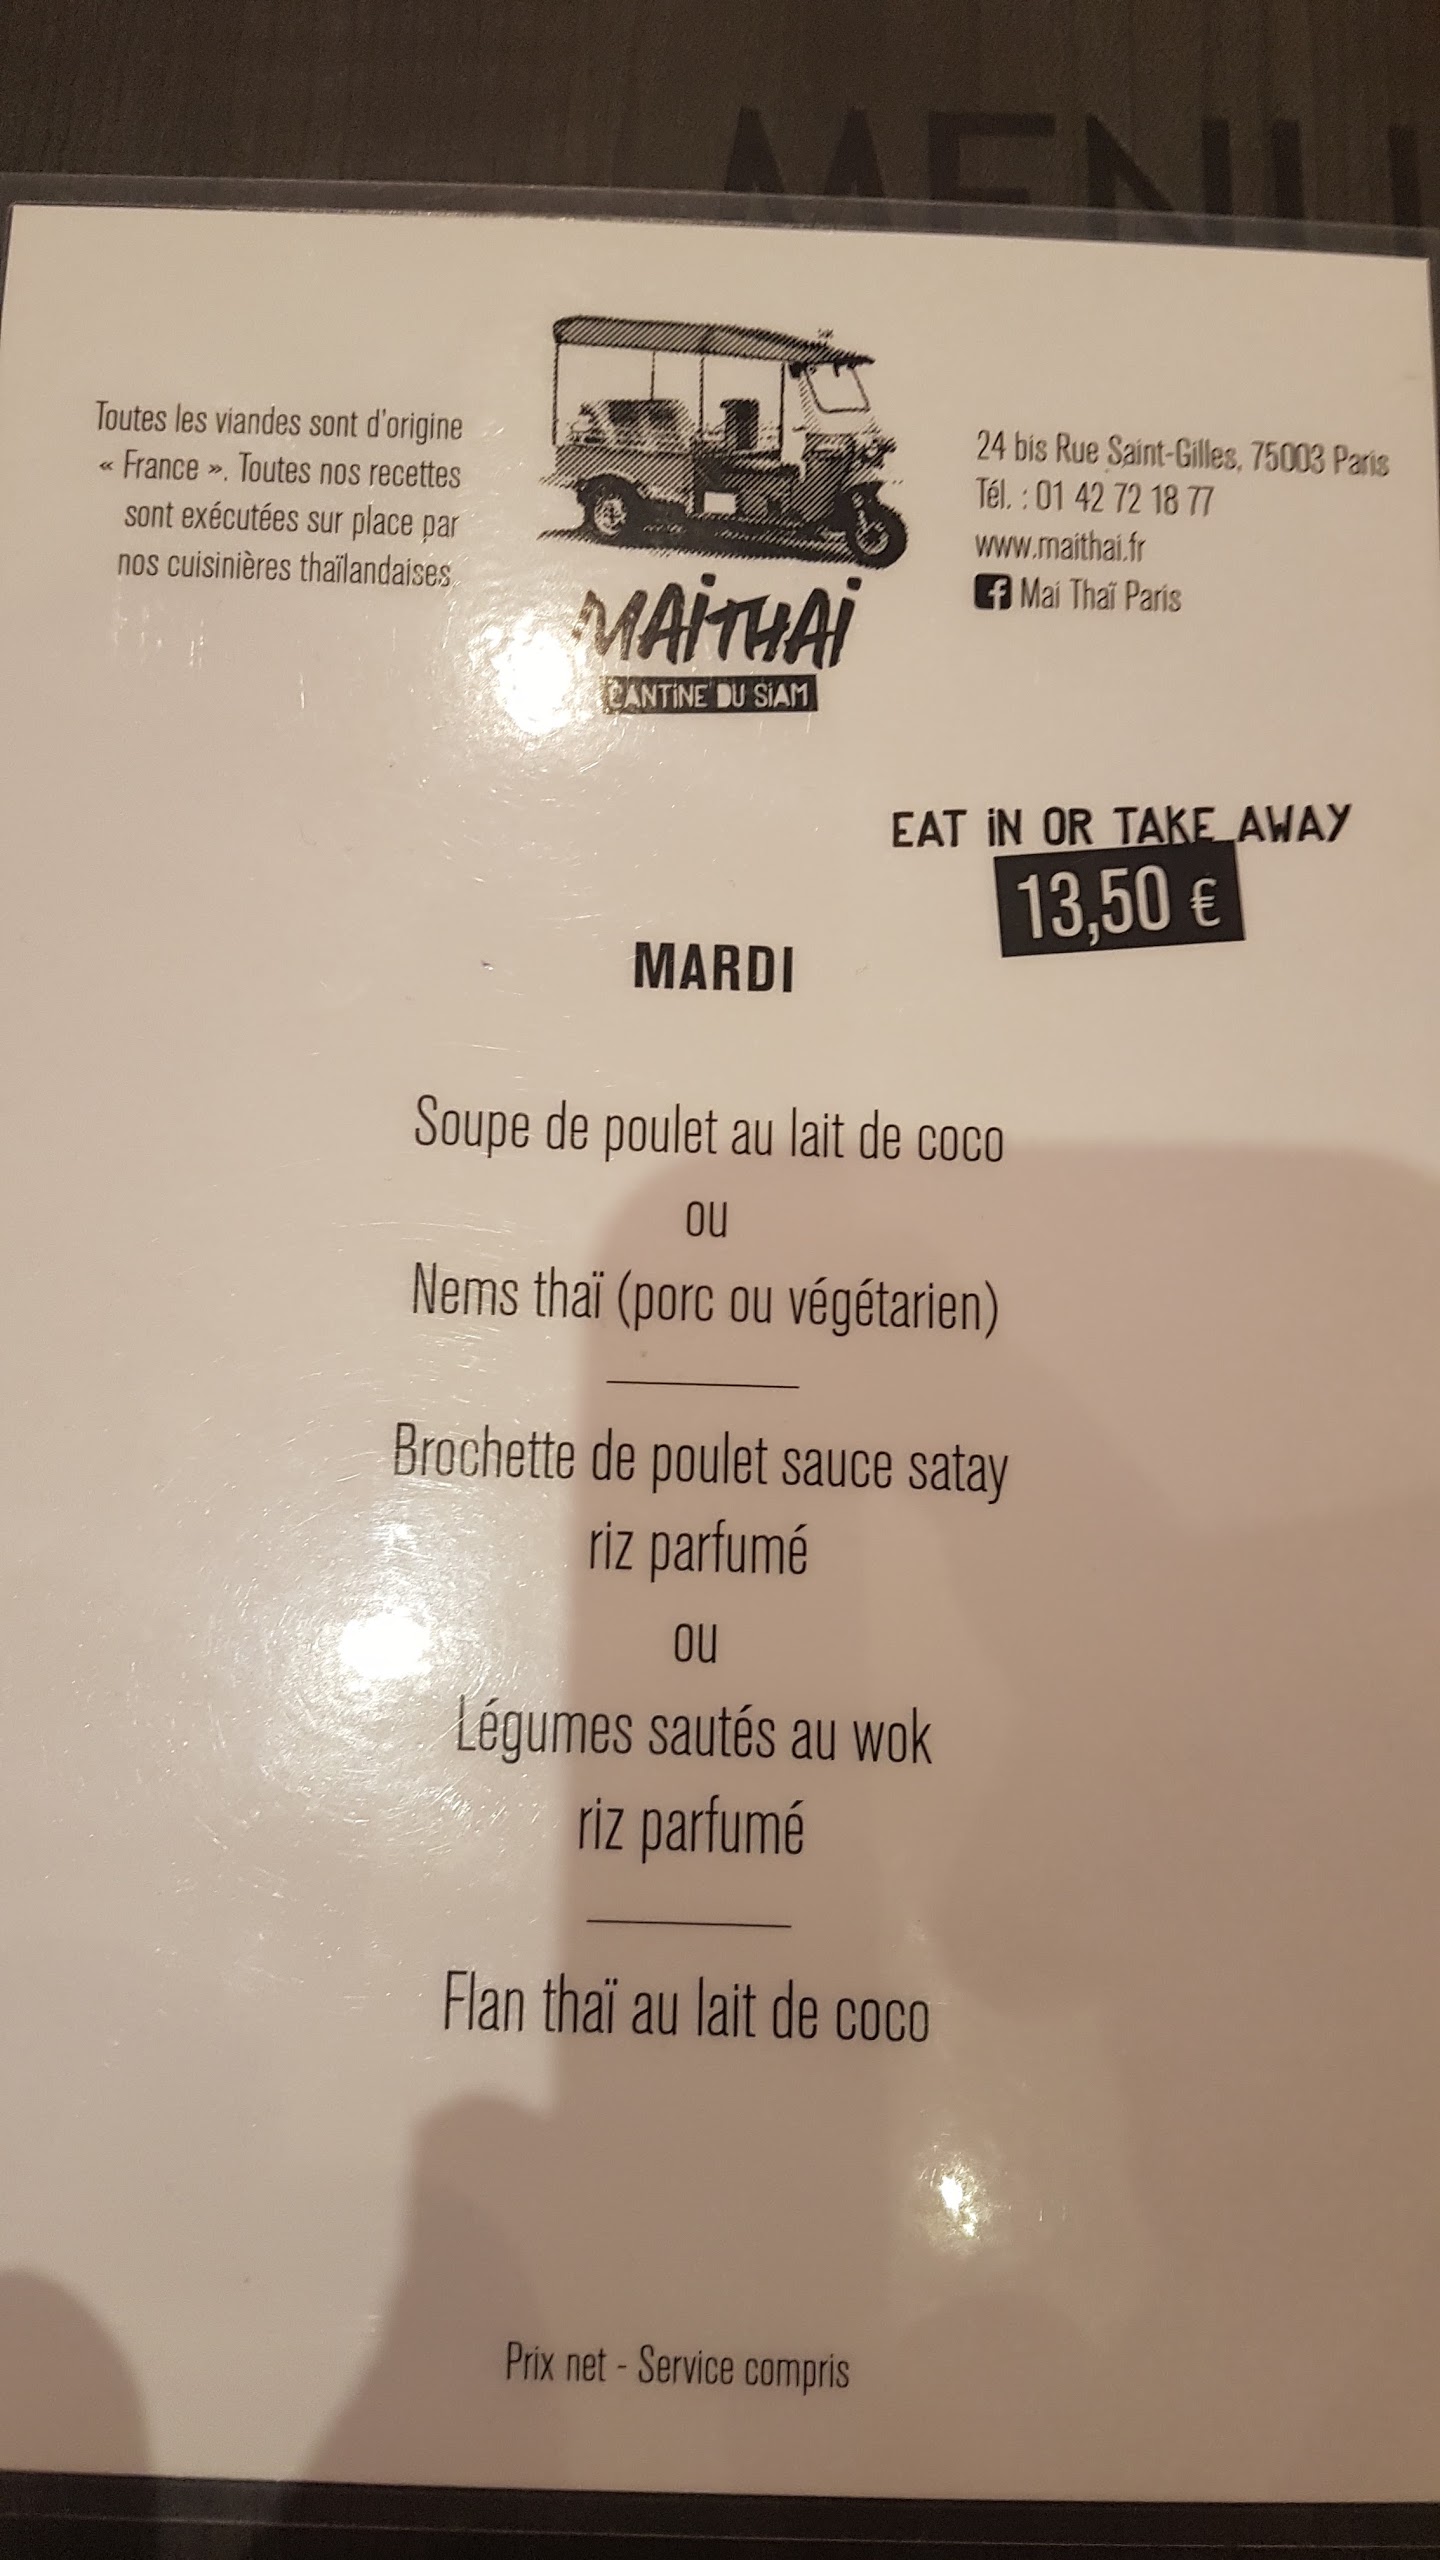 MENU
Toutes les viandes sont d'origine
« France ». Toutes nos recettes
sont exécutées sur place par
nos cuisinières thaïlandaises.
MAITHAI
CANTINE DU SIAM
24 bis Rue Saint-Gilles, 75003 Paris
Tél. : 01 42 72 18 77
www.maithai.fr
Mai Thaï Paris
EAT IN OR TAKE AWAY
13,50 €
MARDI
Soupe de poulet au lait de coco
ou
Nems thaï (porc ou végétarien)
Brochette de poulet sauce satay
riz parfumé
ou
Légumes sautés au wok
riz parfumé
Flan thaï au lait de coco
Prix net - Service compris